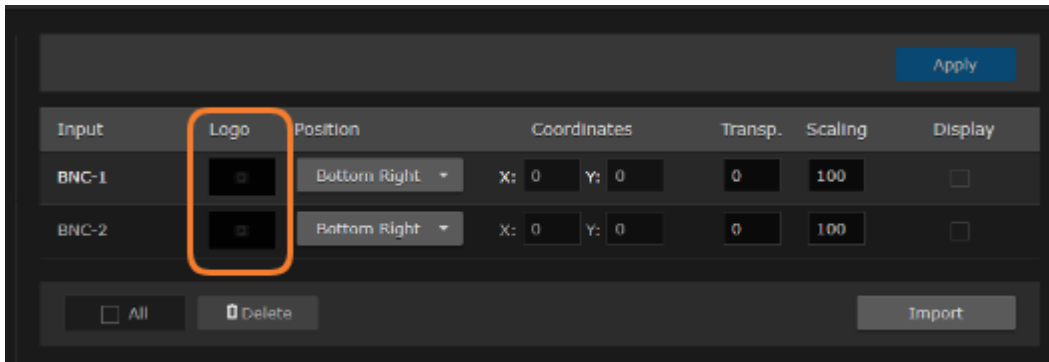 Apply
Input Logo Position Coordinates Transp. Scaling Display
BNC-1 Bottom Right X: 0 Y: 0 0 100
BNC-2 Bottom Right X: 0 Y: 0 0 100
All Delete Import